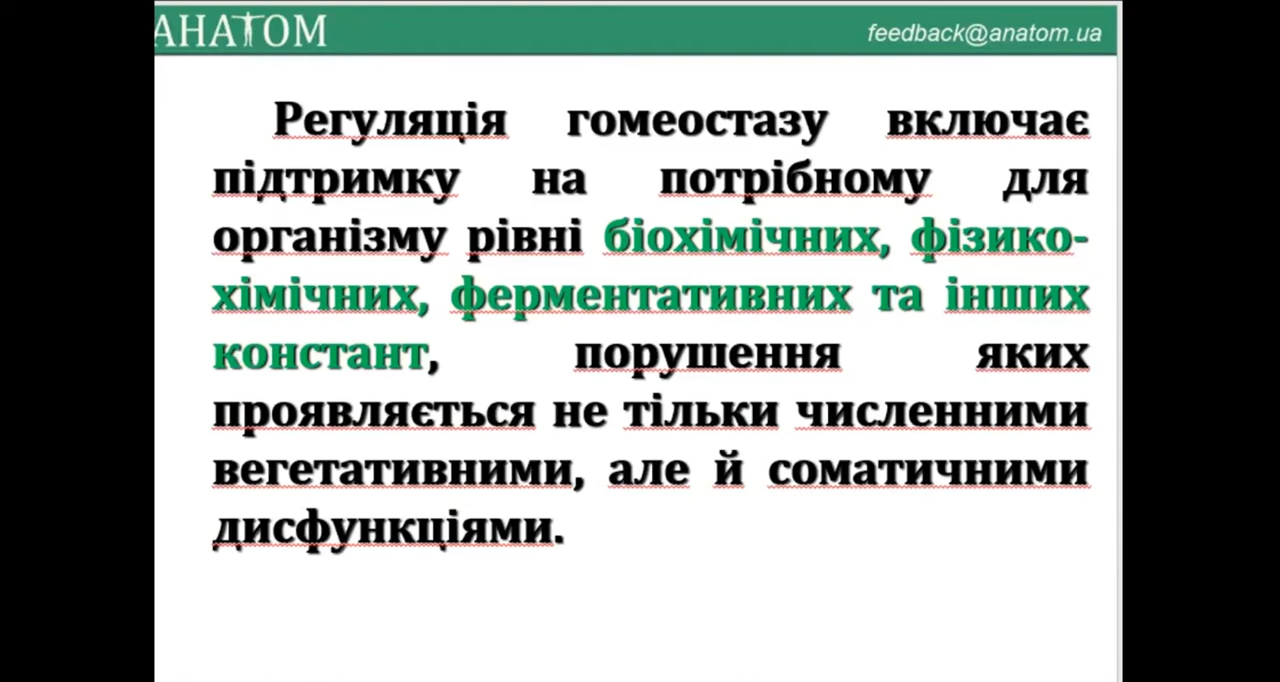 АНАТОМ
feedback@anatom.ua
Регуляція гомеостазу включає
підтримку на потрібному для
організму рівні біохімічних, фізико-
хімічних, ферментативних та інших
констант, порушення яких
проявляється не тільки численними
вегетативними, але й соматичними
дисфункціями.